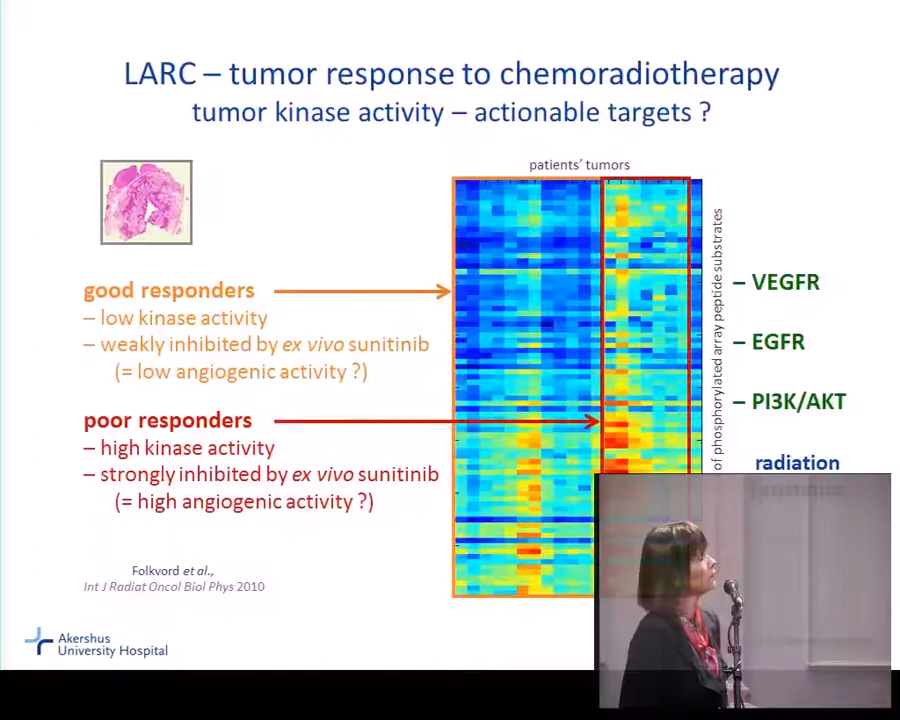 LARC – tumor response to chemoradiotherapy
tumor kinase activity – actionable targets ?
patients' tumors
good responders
– low kinase activity
– weakly inhibited by ex vivo sunitinib
(= low angiogenic activity ?)
poor responders
– high kinase activity
– strongly inhibited by ex vivo sunitinib
(= high angiogenic activity ?)
of phosphorylated array peptide substrates
– VEGFR
– EGFR
– PI3K/AKT
radiation
Folkvord et al.,
Int J Radiat Oncol Biol Phys 2010
Akershus
University Hospital